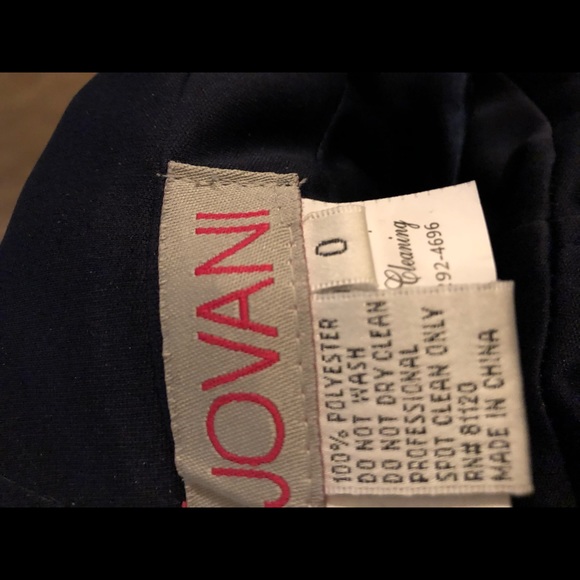 JOVANI
0
Cleaning
92-4696
100% POLYESTER
DO NOT WASH
DO NOT DRY CLEAN
PROFESSIONAL
SPOT CLEAN ONLY
RN# 81120
MADE IN CHINA